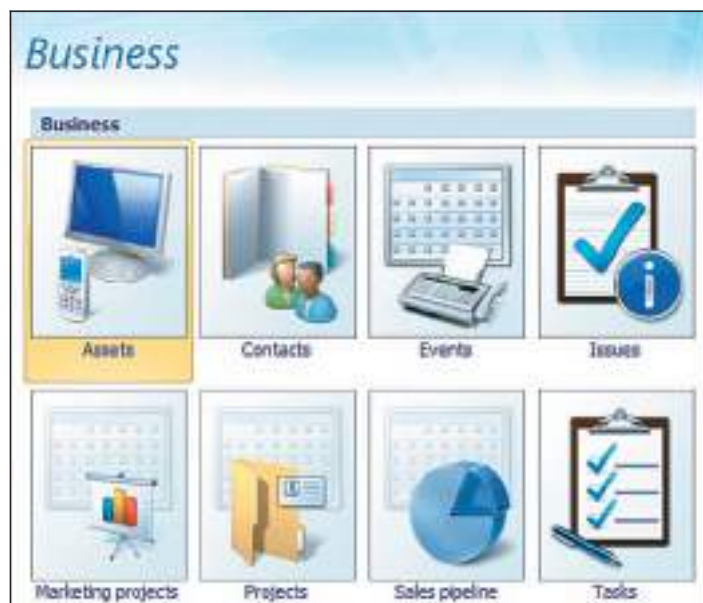 Business
Business
Assets Contacts Events Issues
Marketing projects Projects Sales pipeline Tasks